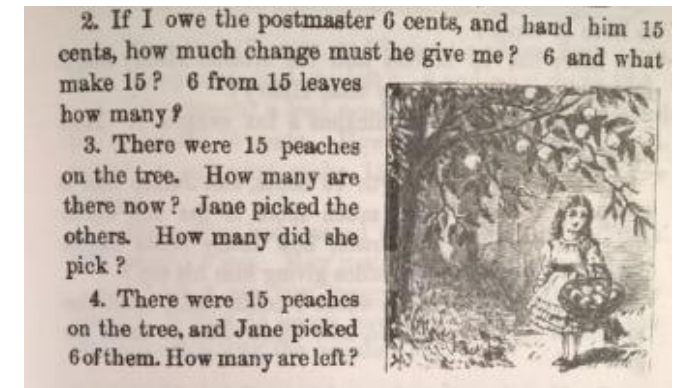 2. If I owe the postmaster 6 cents, and hand him 15
cents, how much change must he give me? 6 and what
make 15? 6 from 15 leaves
how many?
3. There were 15 peaches
on the tree. How many are
there now? Jane picked the
others. How many did she
pick?
4. There were 15 peaches
on the tree, and Jane picked
6 of them. How many are left?